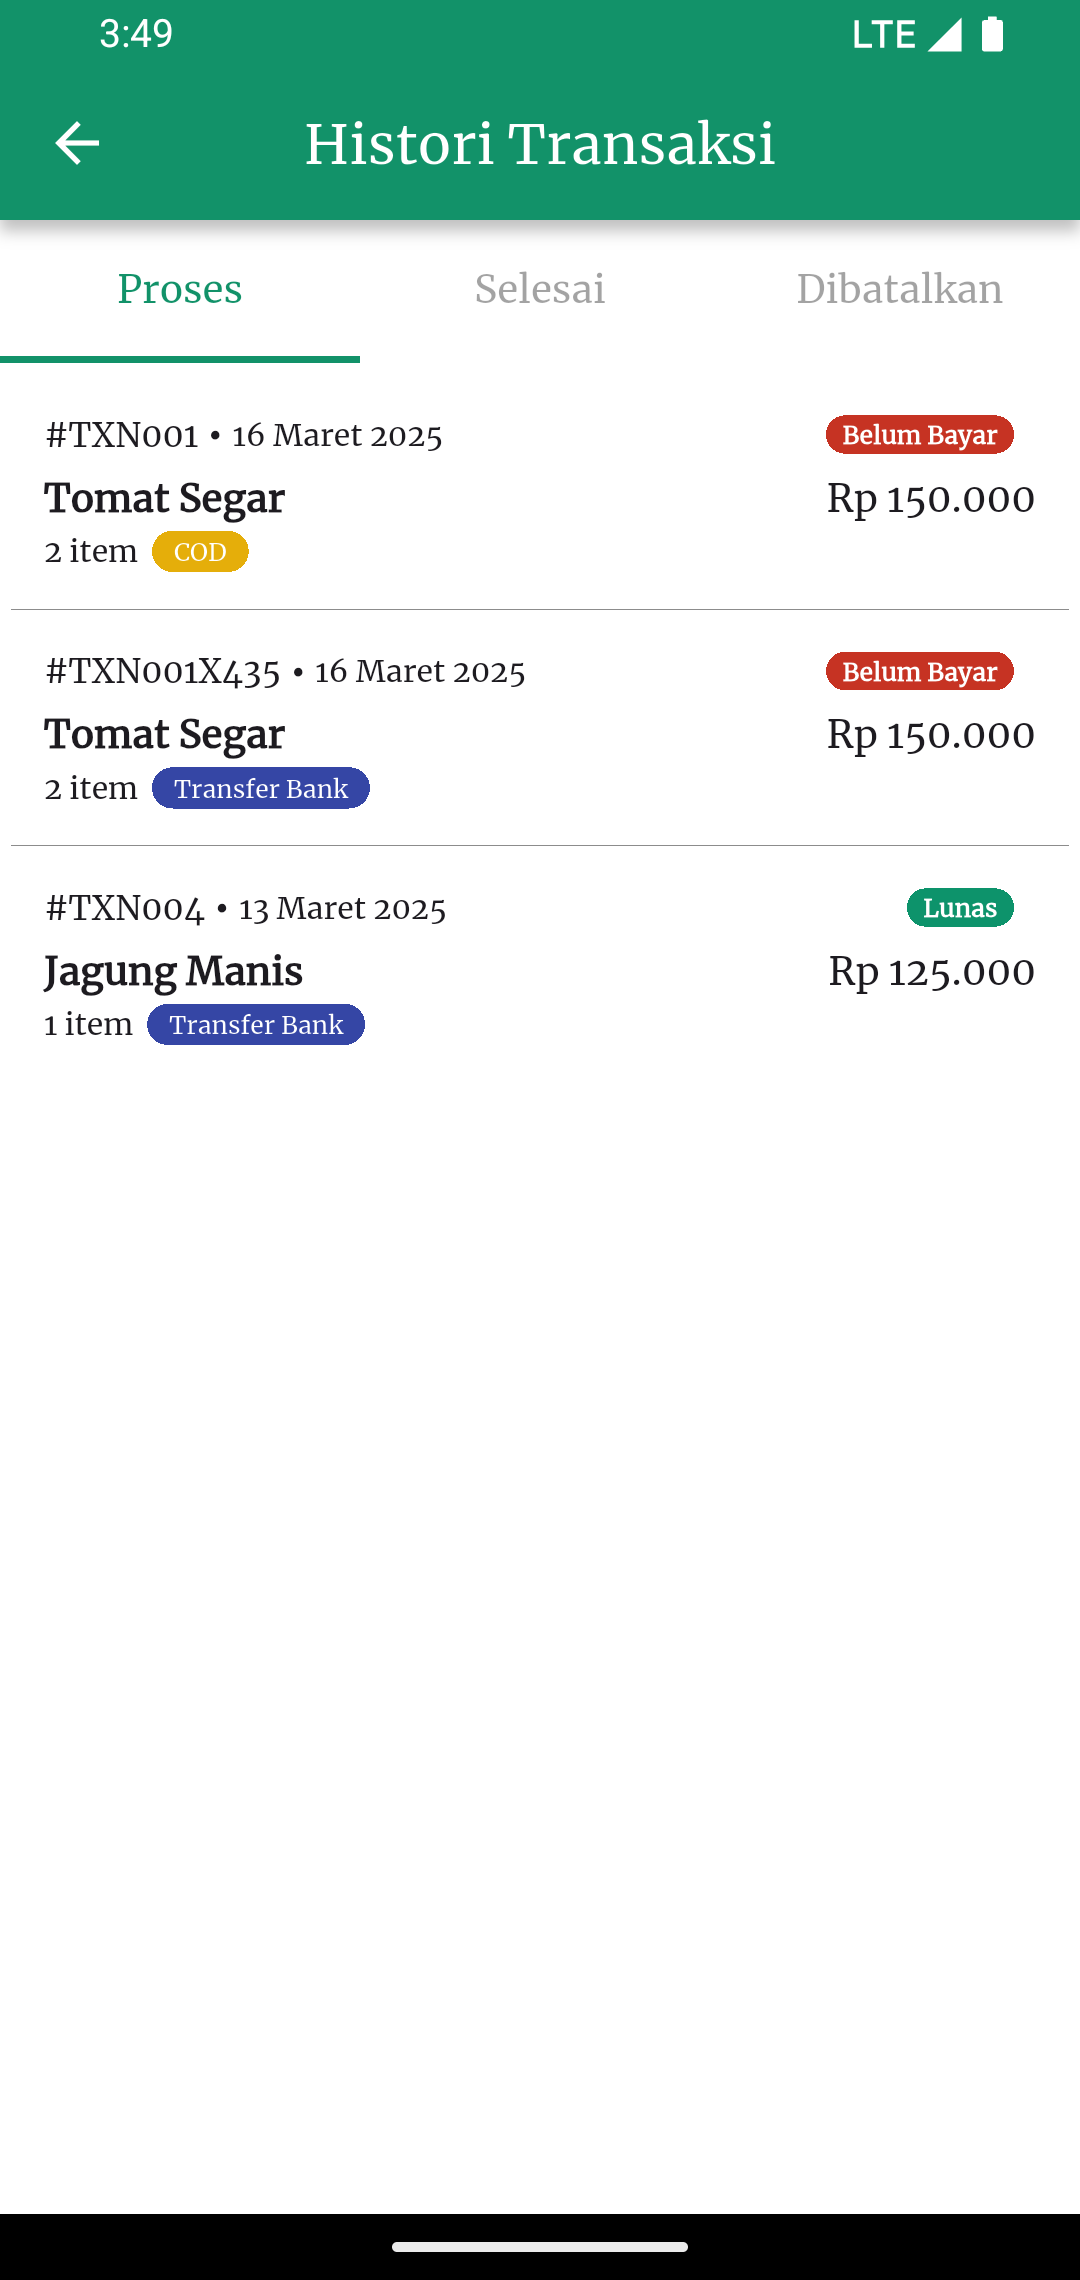 3:49 LTE
Histori Transaksi
Proses Selesai Dibatalkan
#TXN001 • 16 Maret 2025 Belum Bayar
Tomat Segar Rp 150.000
2 item COD
#TXN001X435 • 16 Maret 2025 Belum Bayar
Tomat Segar Rp 150.000
2 item Transfer Bank
#TXN004 • 13 Maret 2025 Lunas
Jagung Manis Rp 125.000
1 item Transfer Bank